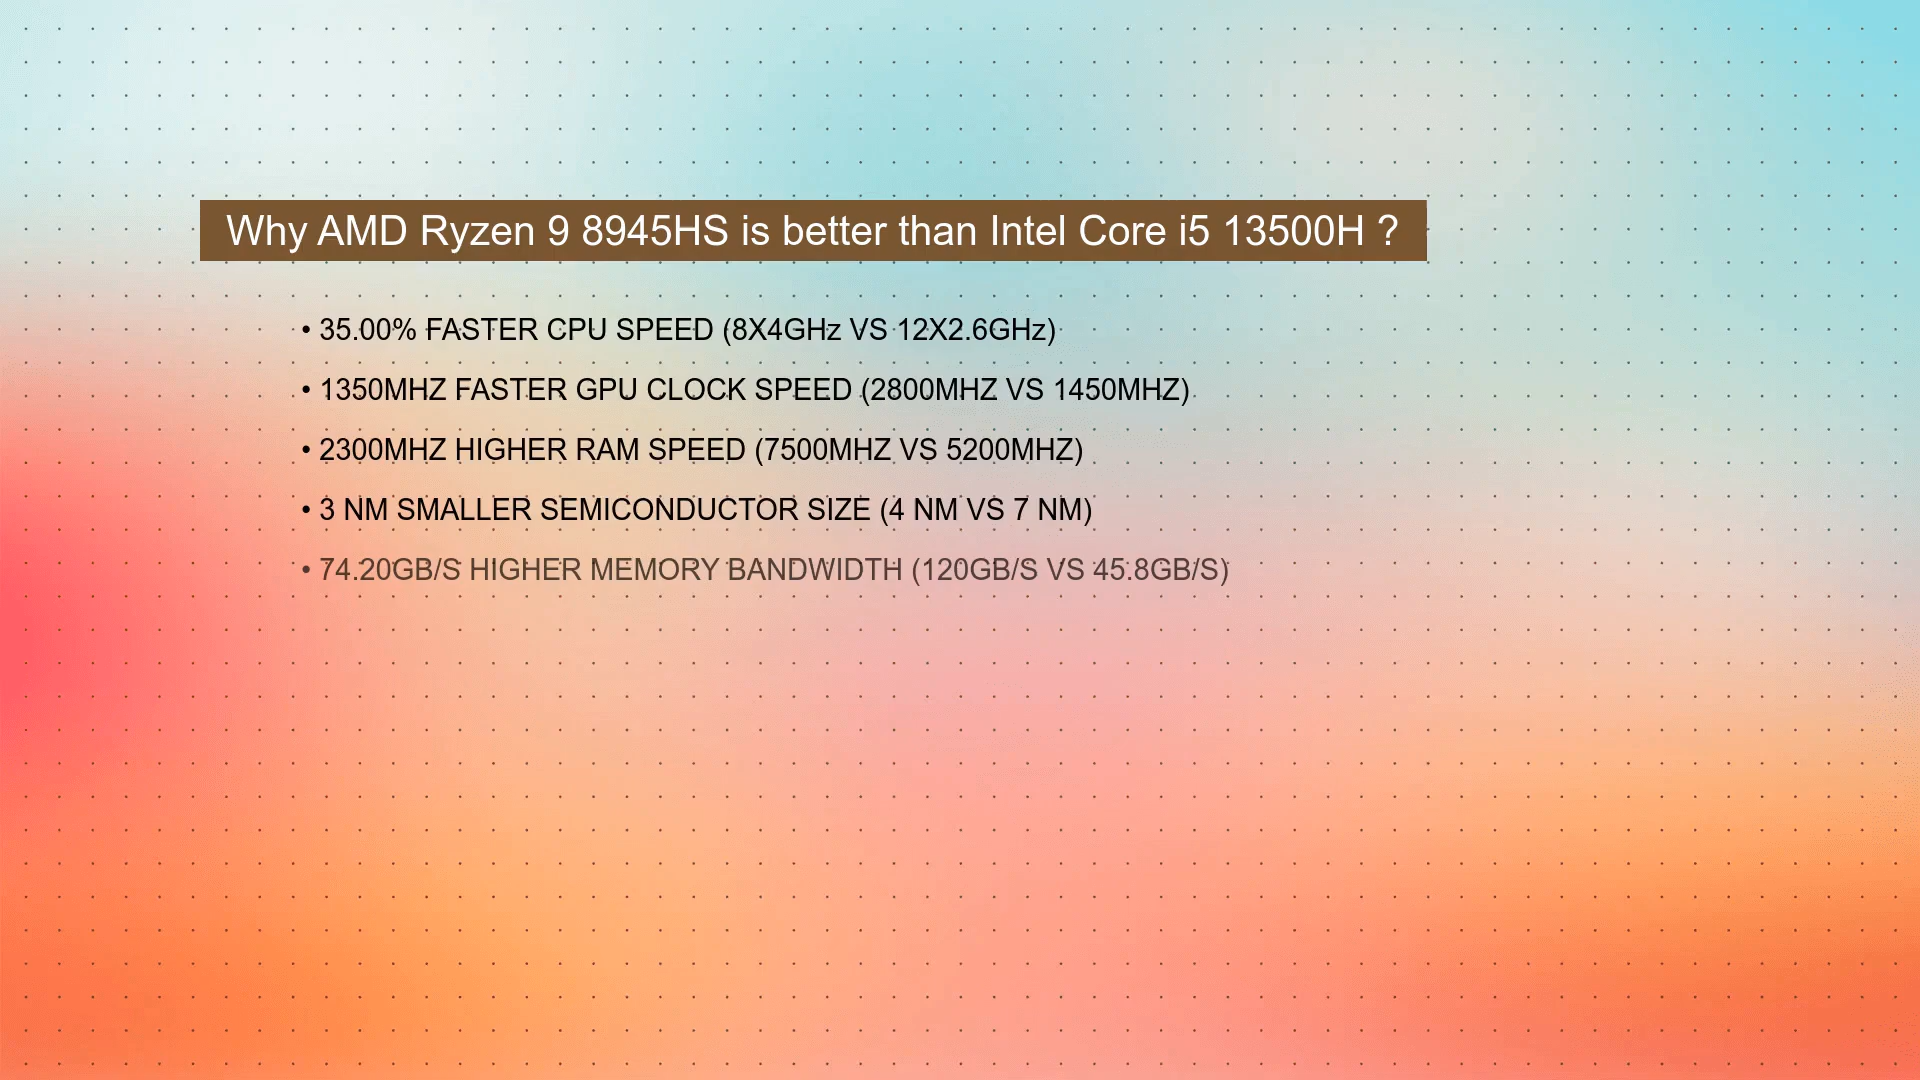 Why AMD Ryzen 9 8945HS is better than Intel Core i5 13500H ?
• 35.00% FASTER CPU SPEED (8X4GHz VS 12X2.6GHz)
• 1350MHZ FASTER GPU CLOCK SPEED (2800MHZ VS 1450MHZ)
• 2300MHZ HIGHER RAM SPEED (7500MHZ VS 5200MHZ)
• 3 NM SMALLER SEMICONDUCTOR SIZE (4 NM VS 7 NM)
• 74.20GB/S HIGHER MEMORY BANDWIDTH (120GB/S VS 45.8GB/S)